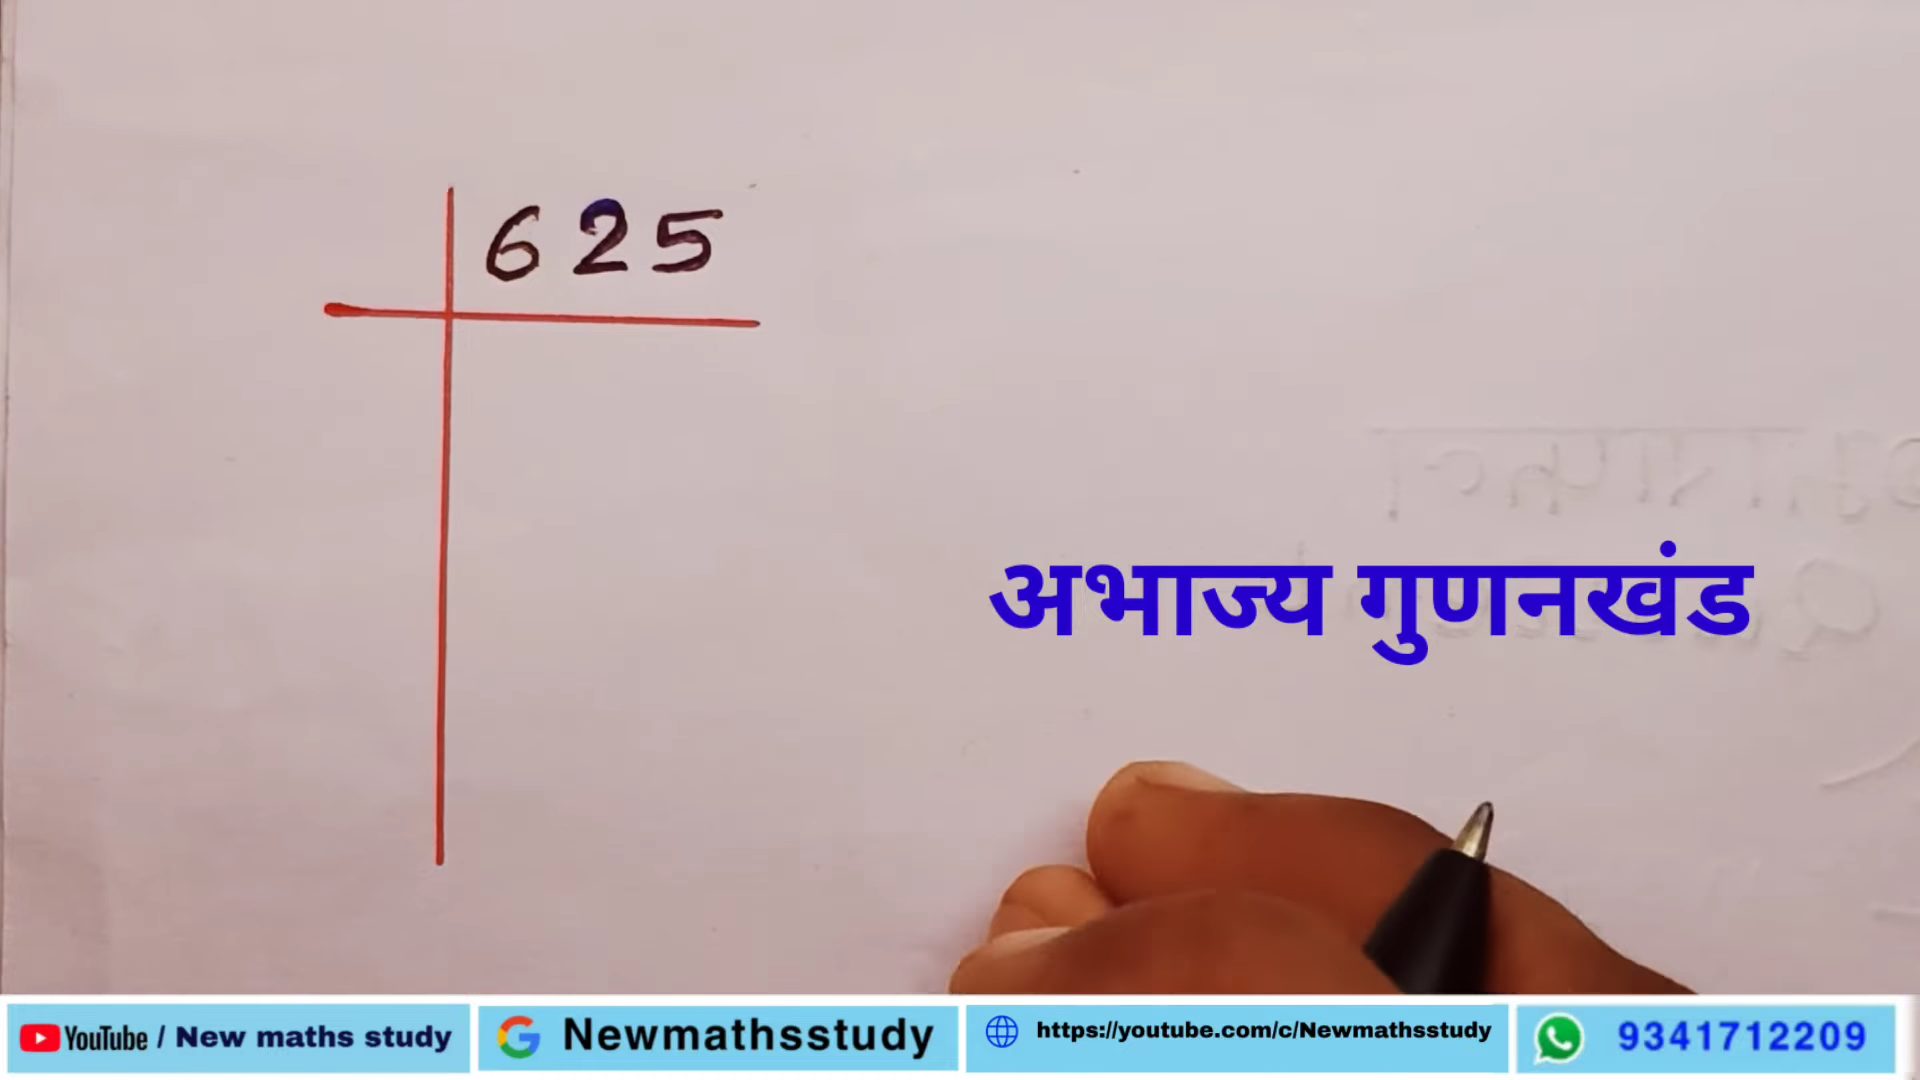 625
अभाज्य गुणनखंड
YouTube / New maths study
Newmathsstudy
https://youtube.com/c/Newmathsstudy
9341712209